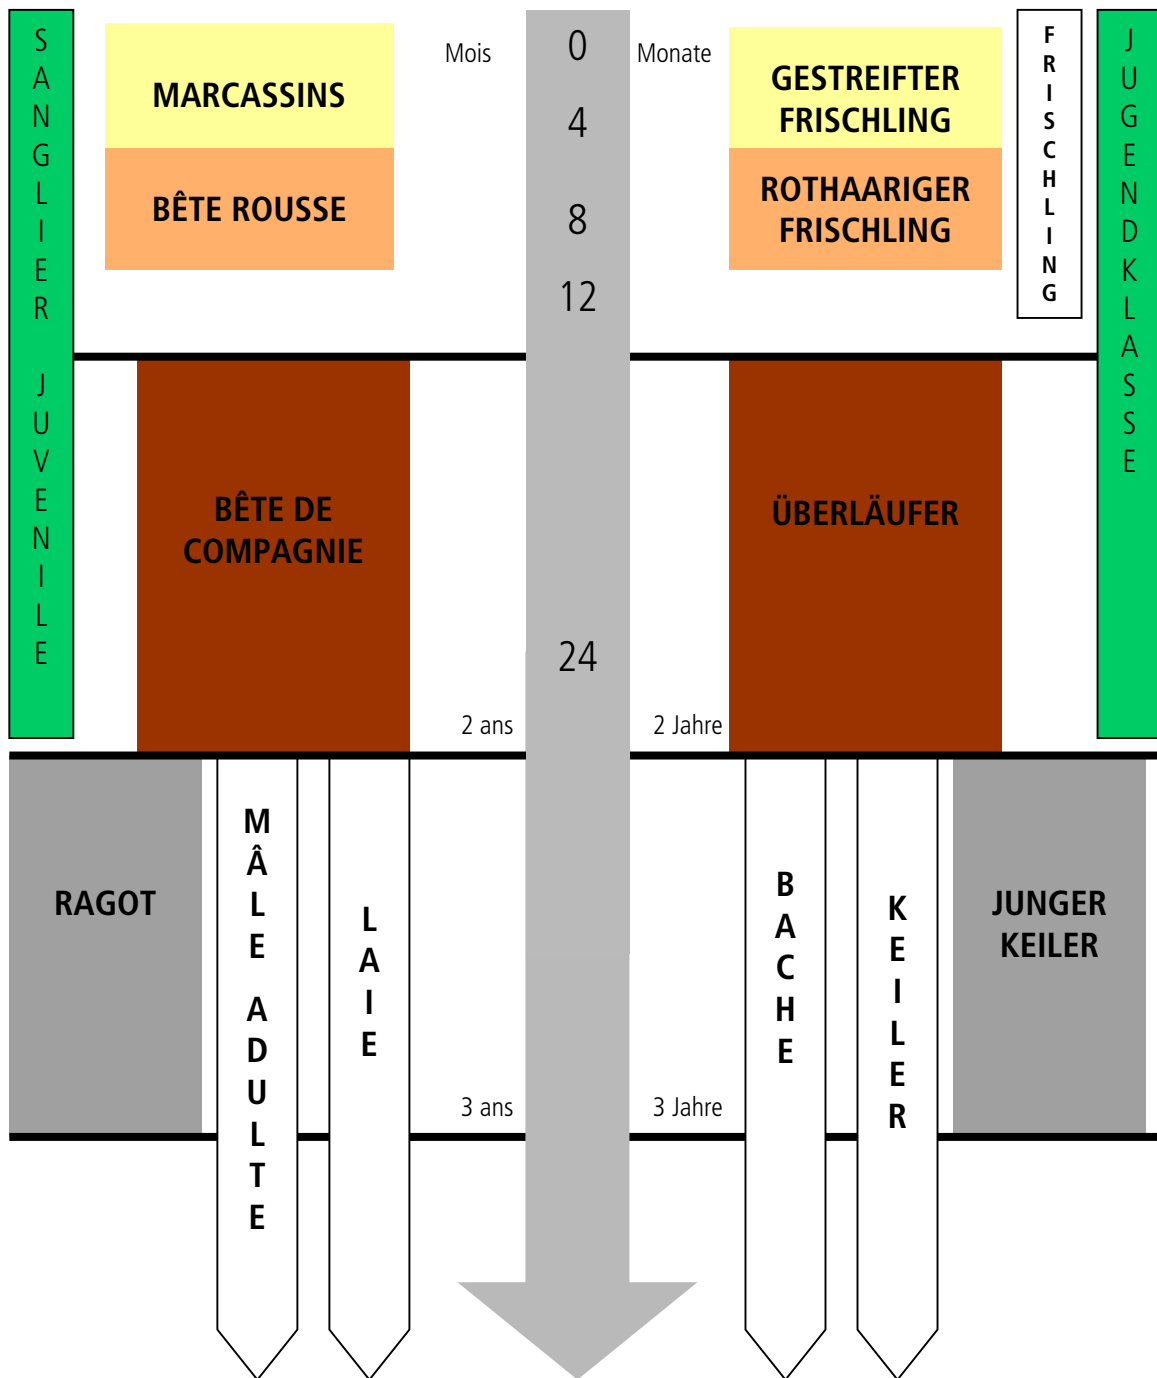 SANGLIER JUVENILE
MARCASSINS
BÊTE ROUSSE
Mois
0
4
8
12
24
Monate
GESTREIFTER
FRISCHLING
ROTHAARIGER
FRISCHLING
FRISCHLING
JUGENDKLASSE
BÊTE DE
COMPAGNIE
ÜBERLÄUFER
2 ans
2 Jahre
RAGOT
MÂLE ADULTE
LAIE
BACHE
KEILER
JUNGER
KEILER
3 ans
3 Jahre